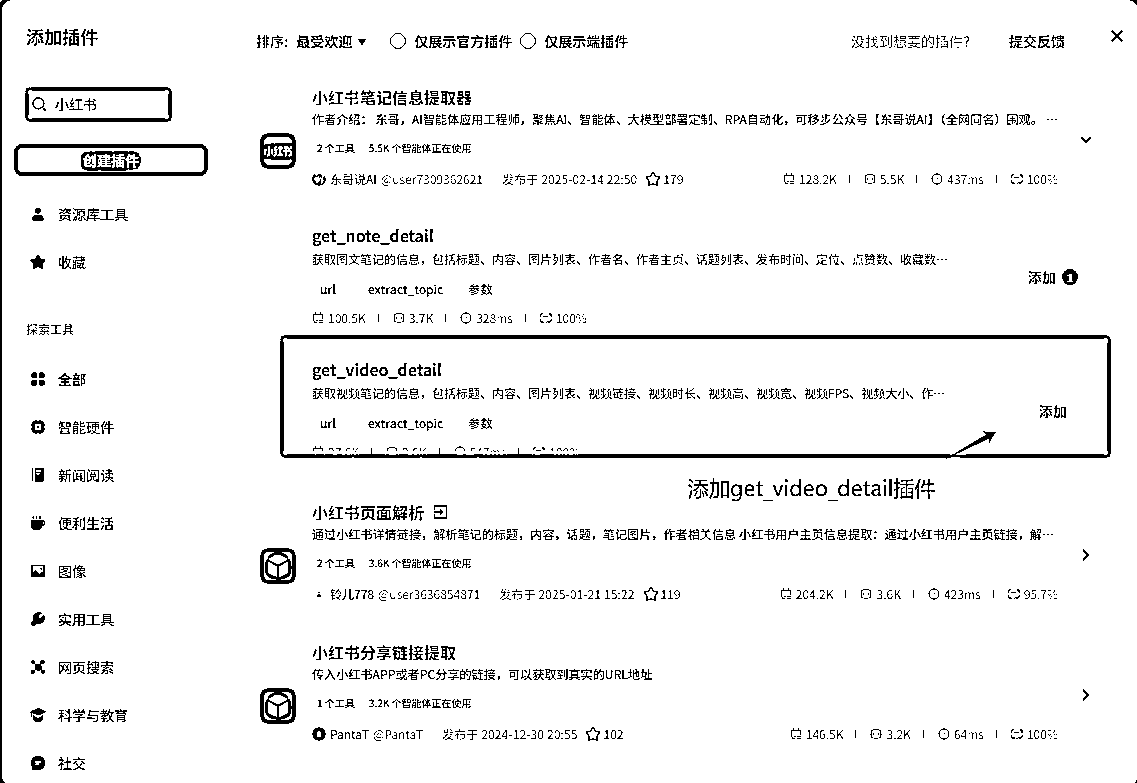 添加插件
排序: 最受欢迎 仅展示官方插件 仅展示端插件 没找到想要的插件? 提交反馈
小红书
创建插件
资源库工具
收藏
探索工具
全部
智能硬件
新闻阅读
便利生活
图像
实用工具
网页搜索
科学与教育
社交
小红书笔记信息提取器
作者介绍: 东哥, AI智能体应用工程师, 聚焦AI、智能体、大模型部署定制、RPA自动化, 可移步公众号【东哥说AI】(全网同名) 围观。 …
小红书
2个工具 5.5K个智能体正在使用
东哥说AI @user7309362621 发布于 2025-02-14 22:50 179 128.2K 5.5K 437ms 100%
get_note_detail
获取图文笔记的信息, 包括标题、内容、图片列表、作者名、作者主页、话题列表、发布时间、定位、点赞数、收藏数…
添加 1
url extract_topic 参数
100.5K 3.7K 328ms 100%
get_video_detail
获取视频笔记的信息, 包括标题、内容、图片列表、视频链接、视频时长、视频高、视频宽、视频FPS、视频大小、作…
添加
url extract_topic 参数
添加get_video_detail插件
小红书页面解析
通过小红书详情链接, 解析笔记的标题, 内容, 话题, 笔记图片, 作者相关信息 小红书用户主页信息提取: 通过小红书用户主页链接, 解…
2个工具 3.6K个智能体正在使用
铃儿778 @user3636854871 发布于 2025-01-21 15:22 119 204.2K 3.6K 423ms 95.7%
小红书分享链接提取
传入小红书APP或者PC分享的链接, 可以获取到真实的URL地址
1个工具 3.2K个智能体正在使用
PantaT @PantaT 发布于 2024-12-30 20:55 102 146.5K 3.2K 64ms 100%